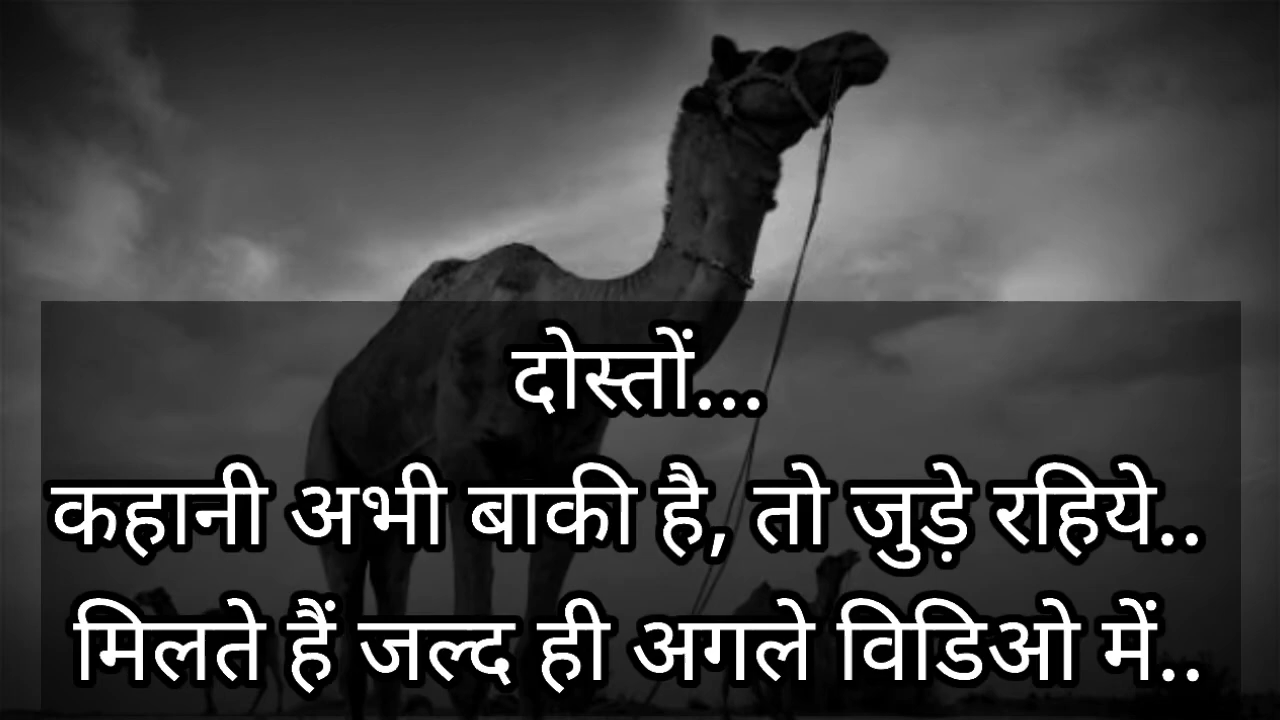 दोस्तों...
कहानी अभी बाकी है, तो जुड़े रहिये..
मिलते हैं जल्द ही अगले विडिओ में..